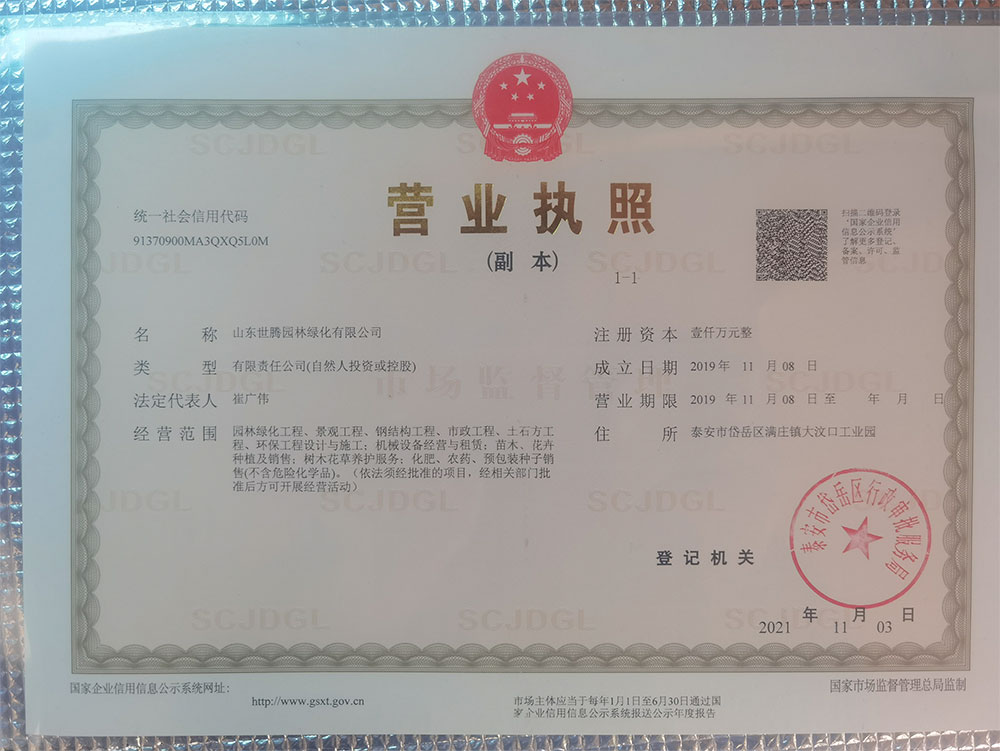 营业执照
(副 本)
1-1
统一社会信用代码
91370900MA3QXQ5L0M
扫描二维码登录
"国家企业信用
信息公示系统"
了解更多登记、
备案、许可、监
管信息
名 称 山东世腾园林绿化有限公司
类 型 有限责任公司(自然人投资或控股)
法定代表人 崔广伟
经营范围 园林绿化工程、景观工程、钢结构工程、市政工程、土石方工
程、环保工程设计与施工；机械设备经营与租赁；苗木、花卉
种植及销售；树木花草养护服务；化肥、农药、预包装种子销
售(不含危险化学品)。（依法须经批准的项目，经相关部门批
准后方可开展经营活动）
注册资本 壹仟万元整
成立日期 2019年 11 月 08 日
营业期限 2019 年 11 月 08 日 至 年 月 日
住 所 泰安市岱岳区满庄镇大汶口工业园
登记机关
泰安市岱岳区行政审批服务局
2021 年 11 月 03 日
国家企业信用信息公示系统网址：
http://www.gsxt.gov.cn
市场主体应当于每年1月1日至6月30日通过国
家企业信用信息公示系统报送公示年度报告
国家市场监督管理总局监制
SCJDGL
市场监督管理